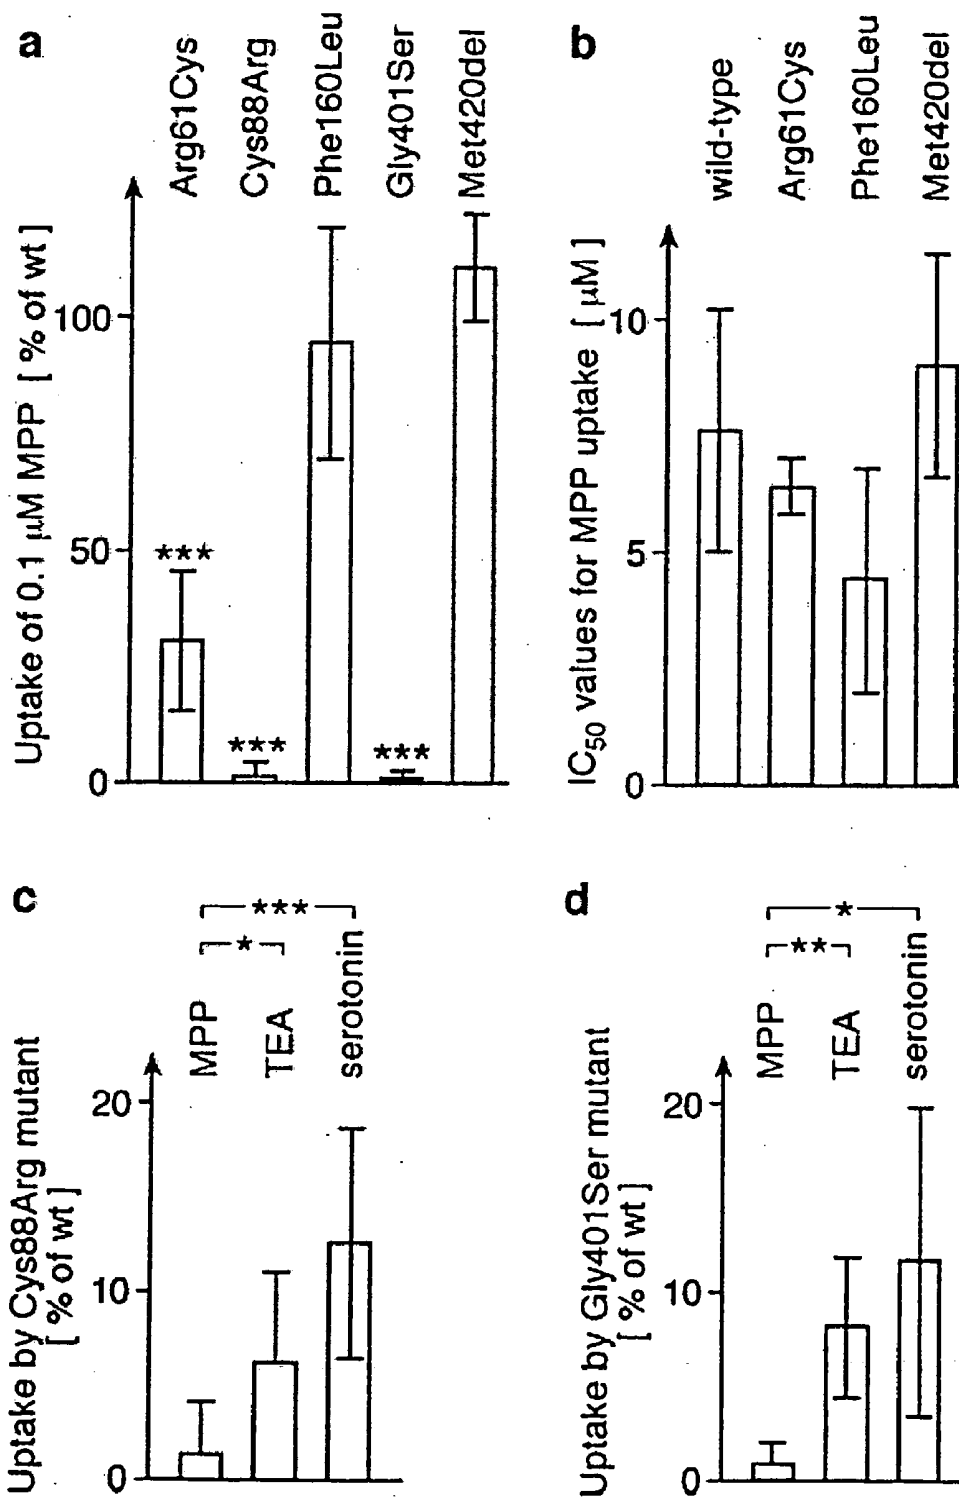 a
Arg61Cys
Cys88Arg
Phe160Leu
Gly401Ser
Met420del
Uptake of 0.1 µM MPP [ % of wt ]
100
50
0
***
***
***
b
wild-type
Arg61Cys
Phe160Leu
Met420del
IC50 values for MPP uptake [ µM ]
10
5
0
c
***
*
MPP
TEA
serotonin
Uptake by Cys88Arg mutant
[ % of wt ]
20
10
0
d
*
**
MPP
TEA
serotonin
Uptake by Gly401Ser mutant
[ % of wt ]
20
10
0